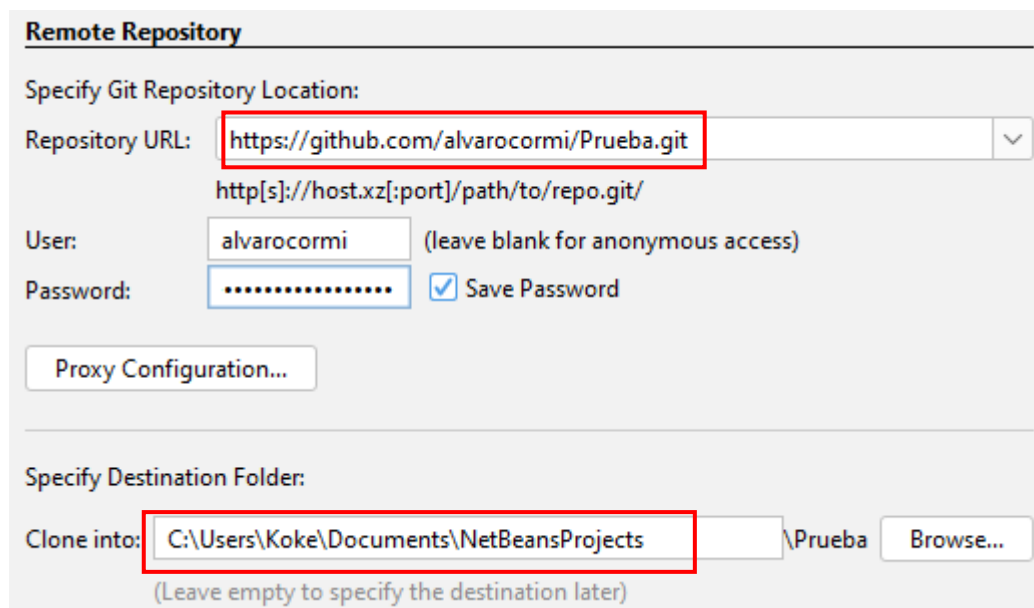 Remote Repository
Specify Git Repository Location:
Repository URL: https://github.com/alvarocormi/Prueba.git
http[s]://host.xz[:port]/path/to/repo.git/
User: alvarocormi (leave blank for anonymous access)
Password: ••••••••••••••••• Save Password
Proxy Configuration...
Specify Destination Folder:
Clone into: C:\Users\Koke\Documents\NetBeansProjects \Prueba Browse...
(Leave empty to specify the destination later)